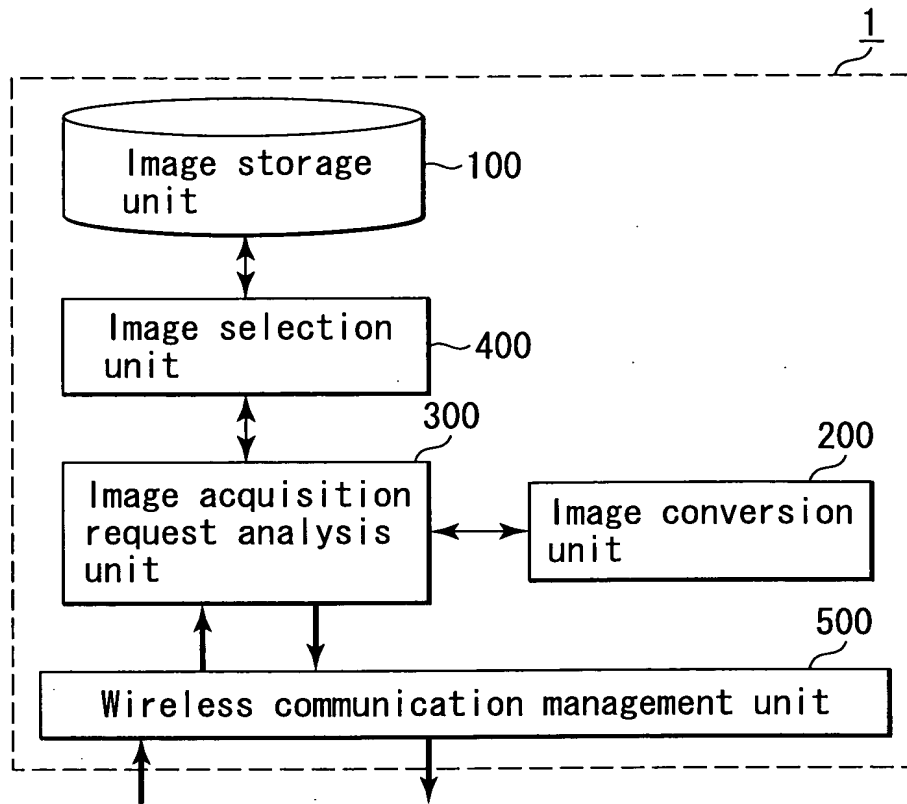 1
Image storage
unit
100
Image selection
unit
400
300
Image acquisition
request analysis
unit
200
Image conversion
unit
500
Wireless communication management unit